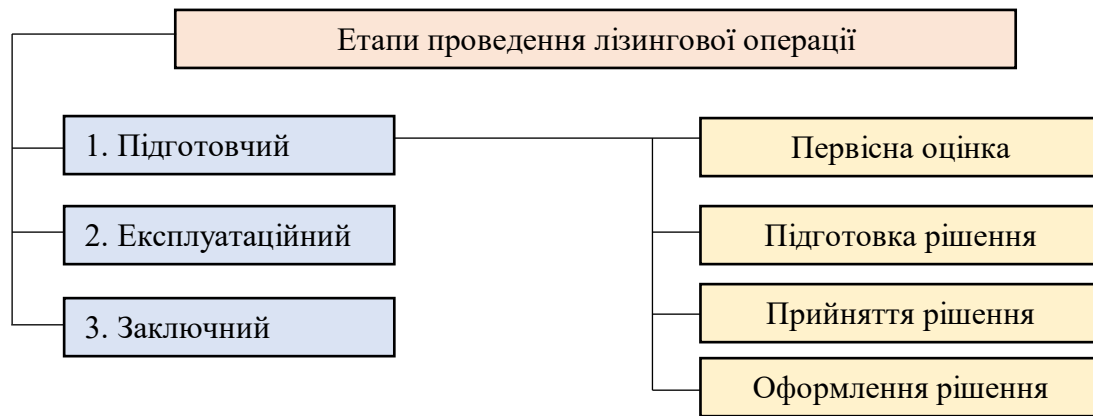 Етапи проведення лізингової операції
1. Підготовчий
2. Експлуатаційний
3. Заключний
Первісна оцінка
Підготовка рішення
Прийняття рішення
Оформлення рішення